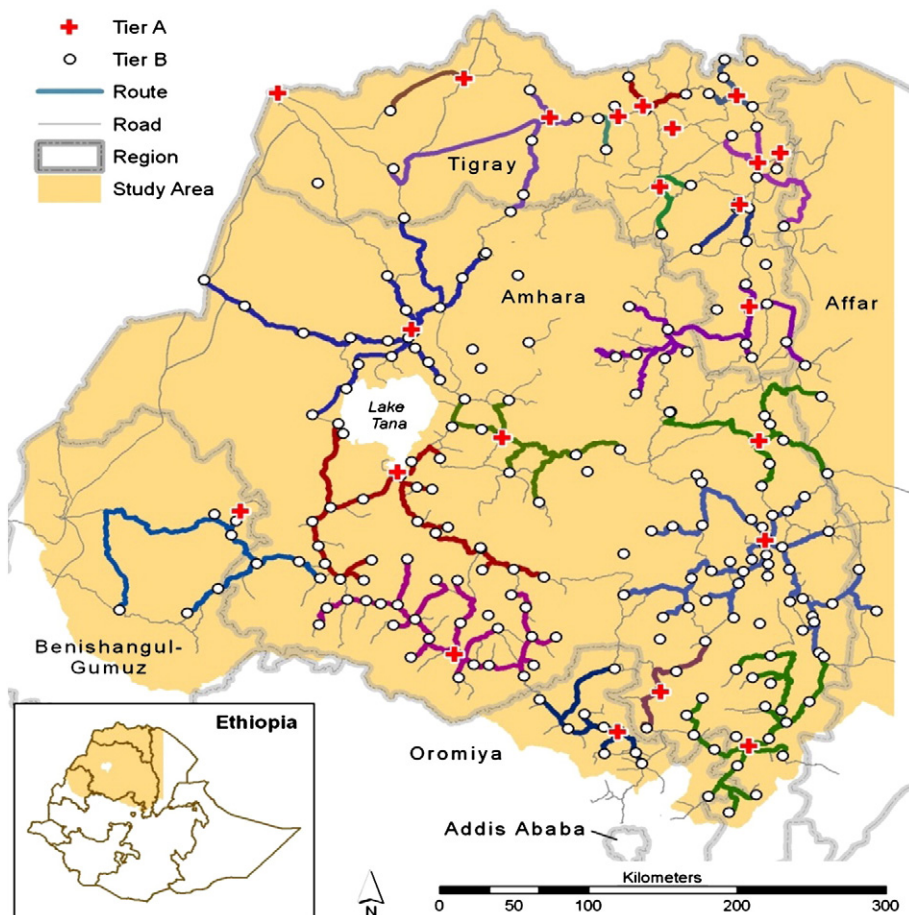 Tier A
Tier B
Route
Road
Region
Study Area
Tigray
Amhara
Affar
Lake
Tana
Benishangul-
Gumuz
Ethiopia
Oromiya
Addis Ababa
N
Kilometers
0 50 100 200 300